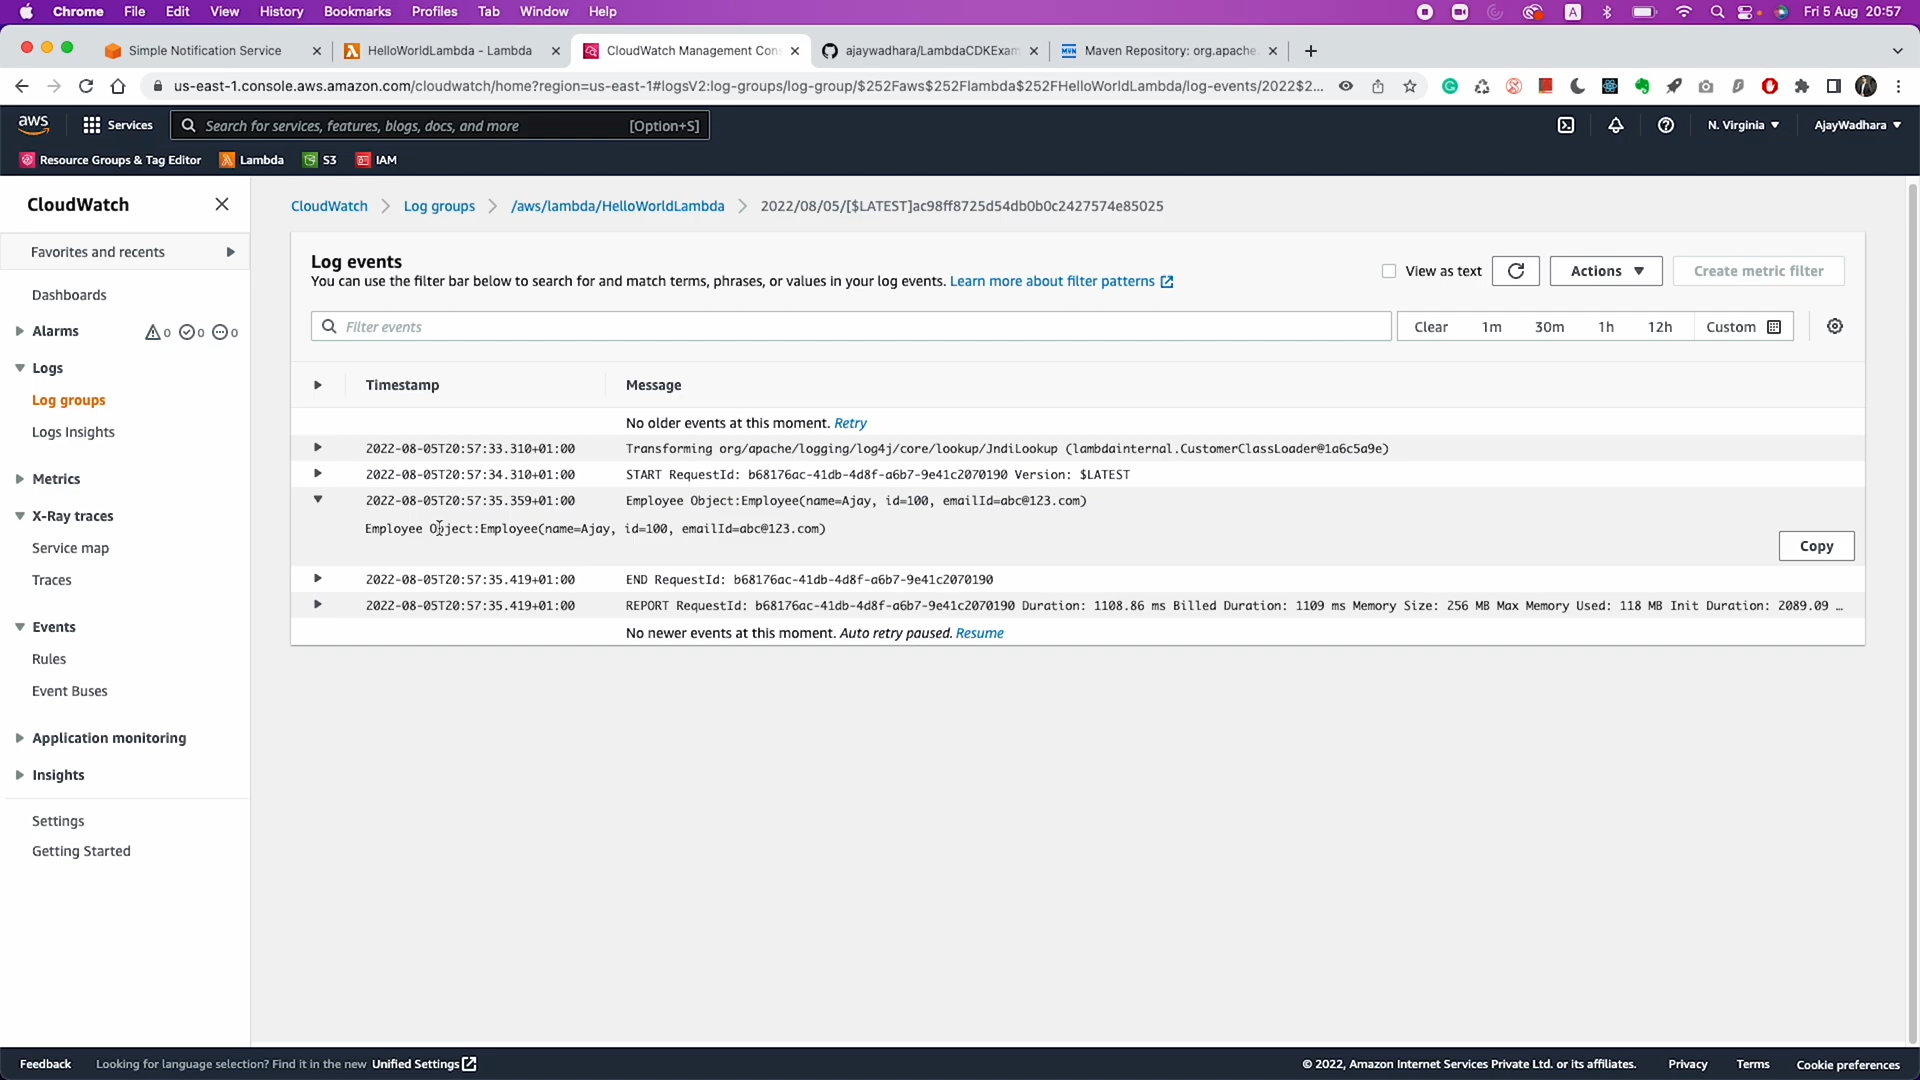 Chrome File Edit View History Bookmarks Profiles Tab Window Help A Fri 5 Aug 20:57
Simple Notification Service HelloWorldLambda - Lambda CloudWatch Management Con ajaywadhara/LambdaCDKExam MVN Maven Repository: org.apache.
us-east-1.console.aws.amazon.com/cloudwatch/home?region=us-east-1#logsV2:log-groups/log-group/$252Faws$252Flambda$252FHelloWorldLambda/log-events/2022$2...
aws Services Search for services, features, blogs, docs, and more [Option+S] N. Virginia AjayWadhara
Resource Groups & Tag Editor Lambda S3 IAM
CloudWatch
Favorites and recents
Dashboards
Alarms 0 0 0
Logs
Log groups
Logs Insights
Metrics
X-Ray traces
Service map
Traces
Events
Rules
Event Buses
Application monitoring
Insights
Settings
Getting Started
CloudWatch Log groups /aws/lambda/HelloWorldLambda 2022/08/05/[$LATEST]ac98ff8725d54db0b0c2427574e85025
Log events
You can use the filter bar below to search for and match terms, phrases, or values in your log events. Learn more about filter patterns
View as text Actions Create metric filter
Filter events Clear 1m 30m 1h 12h Custom
Timestamp Message
No older events at this moment. Retry
2022-08-05T20:57:33.310+01:00 Transforming org/apache/logging/log4j/core/lookup/JndiLookup (lambdainternal.CustomerClassLoader@1a6c5a9e)
2022-08-05T20:57:34.310+01:00 START RequestId: b68176ac-41db-4d8f-a6b7-9e41c2070190 Version: $LATEST
2022-08-05T20:57:35.359+01:00 Employee Object:Employee(name=Ajay, id=100, emailId=abc@123.com)
Employee Object:Employee(name=Ajay, id=100, emailId=abc@123.com)
Copy
2022-08-05T20:57:35.419+01:00 END RequestId: b68176ac-41db-4d8f-a6b7-9e41c2070190
2022-08-05T20:57:35.419+01:00 REPORT RequestId: b68176ac-41db-4d8f-a6b7-9e41c2070190 Duration: 1108.86 ms Billed Duration: 1109 ms Memory Size: 256 MB Max Memory Used: 118 MB Init Duration: 2089.09 …
No newer events at this moment. Auto retry paused. Resume
Feedback Looking for language selection? Find it in the new Unified Settings © 2022, Amazon Internet Services Private Ltd. or its affiliates. Privacy Terms Cookie preferences